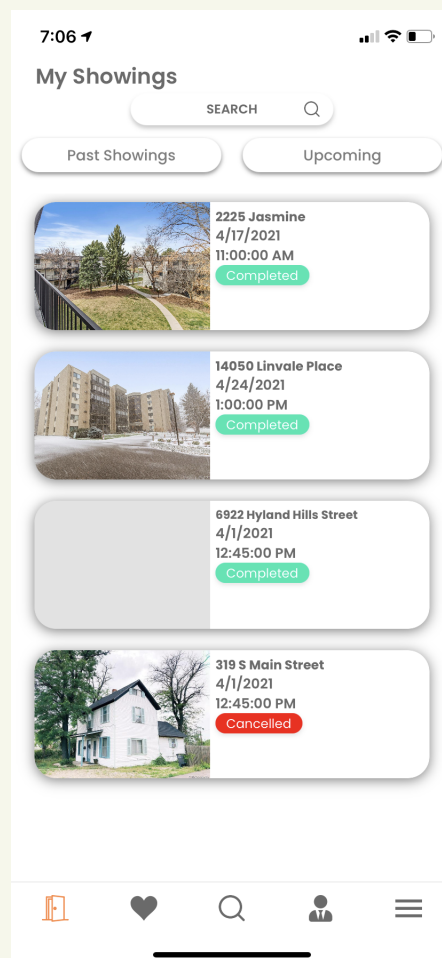 7:06
My Showings
SEARCH
Past Showings
Upcoming
2225 Jasmine
4/17/2021
11:00:00 AM
Completed
14050 Linvale Place
4/24/2021
1:00:00 PM
Completed
6922 Hyland Hills Street
4/1/2021
12:45:00 PM
Completed
319 S Main Street
4/1/2021
12:45:00 PM
Cancelled